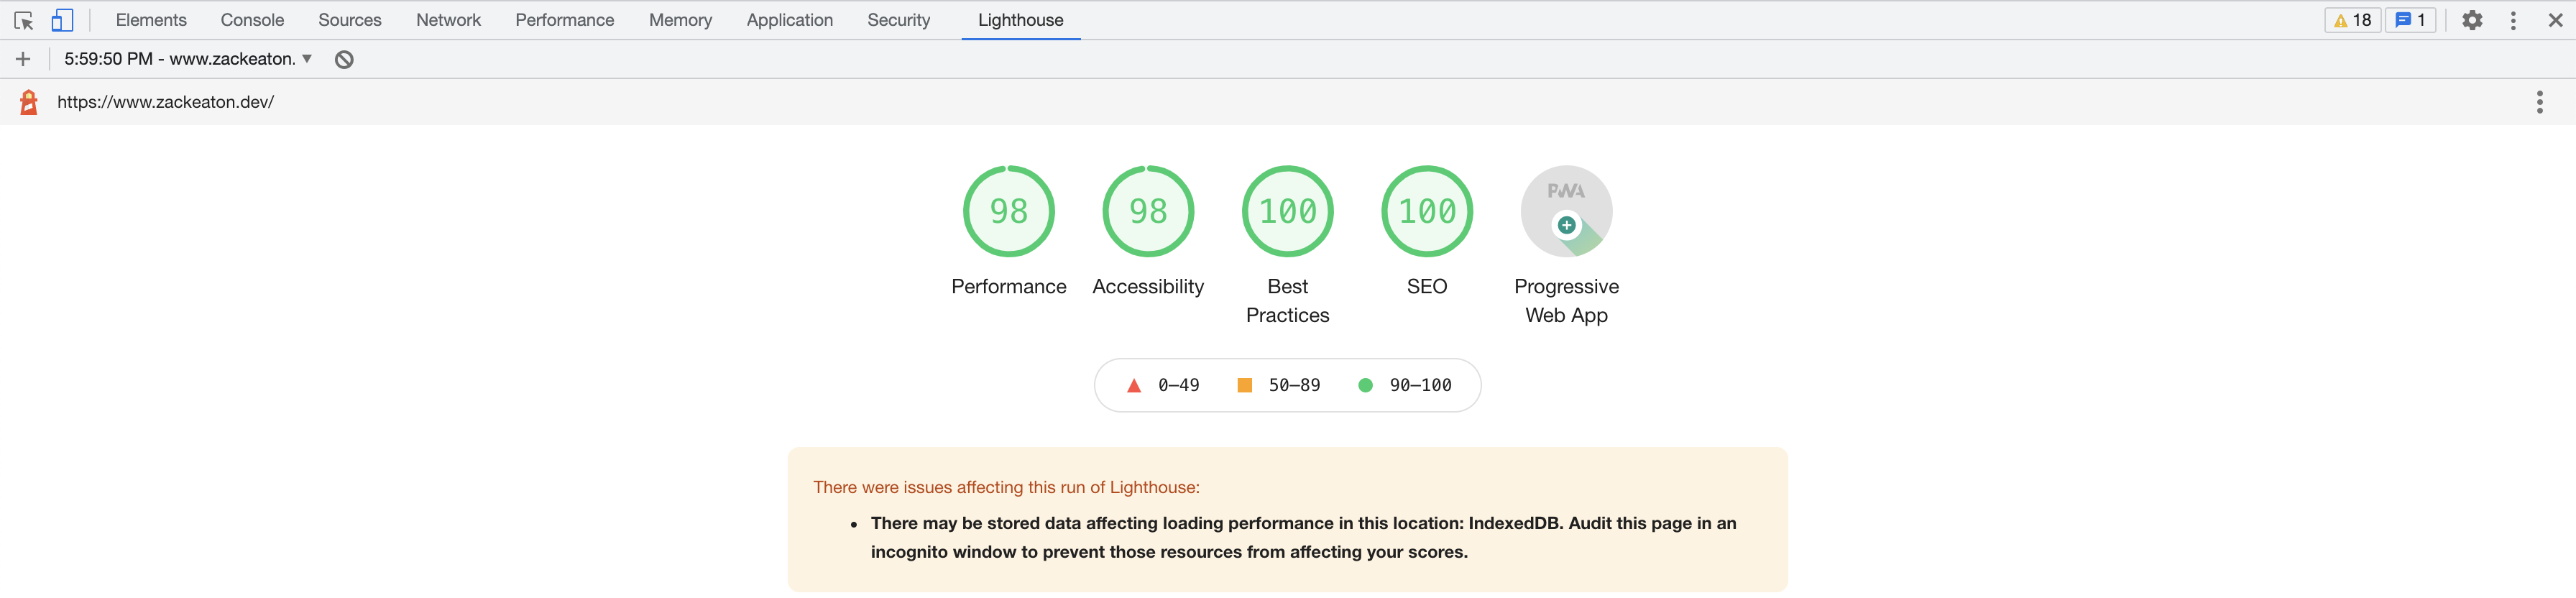 Elements Console Sources Network Performance Memory Application Security Lighthouse 18 1
5:59:50 PM - www.zackeaton.
https://www.zackeaton.dev/
98 98 100 100 PWA
Performance Accessibility Best Practices SEO Progressive Web App
0–49 50–89 90–100
There were issues affecting this run of Lighthouse:
• There may be stored data affecting loading performance in this location: IndexedDB. Audit this page in an
incognito window to prevent those resources from affecting your scores.